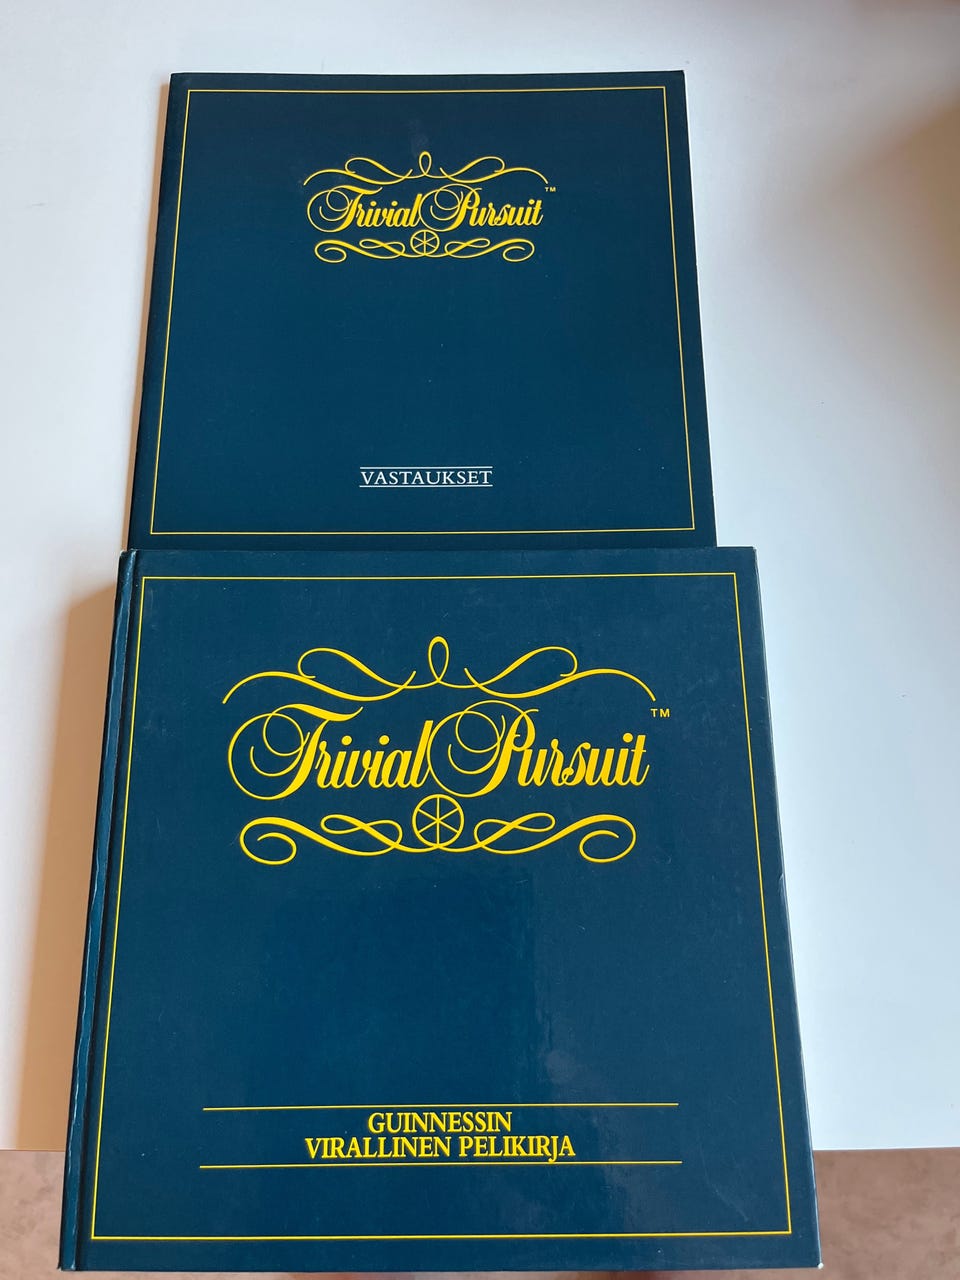 Trivial Pursuit™
VASTAUKSET
Trivial Pursuit™
GUINNESSIN
VIRALLINEN PELIKIRJA